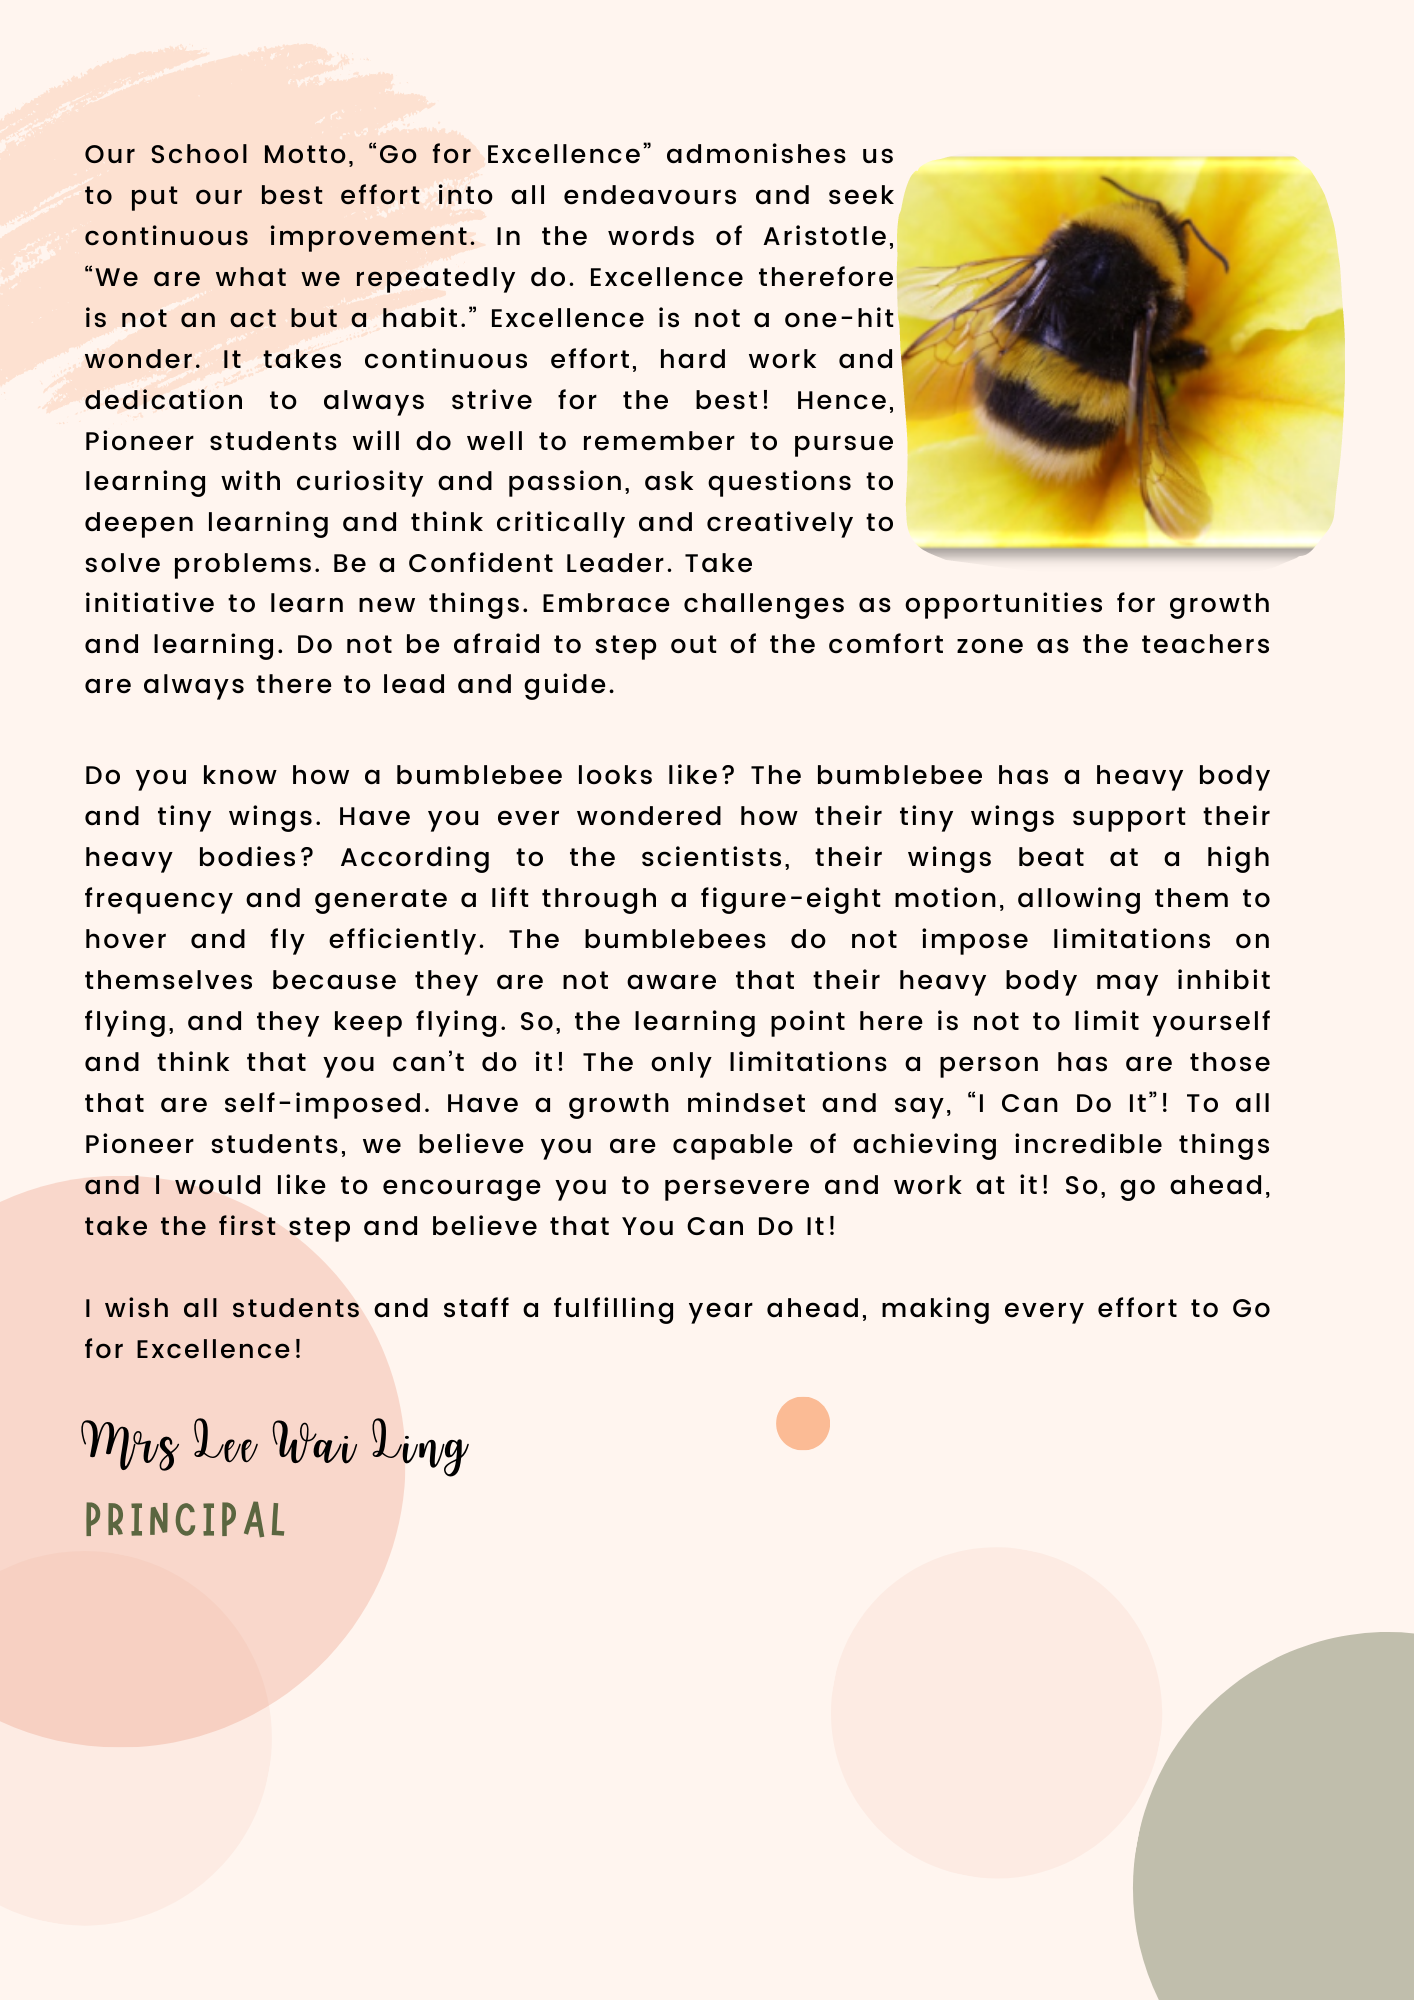 Our School Motto, “Go for Excellence” admonishes us
to put our best effort into all endeavours and seek
continuous improvement. In the words of Aristotle,
“We are what we repeatedly do. Excellence therefore
is not an act but a habit.” Excellence is not a one-hit
wonder. It takes continuous effort, hard work and
dedication to always strive for the best! Hence,
Pioneer students will do well to remember to pursue
learning with curiosity and passion, ask questions to
deepen learning and think critically and creatively to
solve problems. Be a Confident Leader. Take
initiative to learn new things. Embrace challenges as opportunities for growth
and learning. Do not be afraid to step out of the comfort zone as the teachers
are always there to lead and guide.
Do you know how a bumblebee looks like? The bumblebee has a heavy body
and tiny wings. Have you ever wondered how their tiny wings support their
heavy bodies? According to the scientists, their wings beat at a high
frequency and generate a lift through a figure-eight motion, allowing them to
hover and fly efficiently. The bumblebees do not impose limitations on
themselves because they are not aware that their heavy body may inhibit
flying, and they keep flying. So, the learning point here is not to limit yourself
and think that you can’t do it! The only limitations a person has are those
that are self-imposed. Have a growth mindset and say, “I Can Do It”! To all
Pioneer students, we believe you are capable of achieving incredible things
and I would like to encourage you to persevere and work at it! So, go ahead,
take the first step and believe that You Can Do It!
I wish all students and staff a fulfilling year ahead, making every effort to Go
for Excellence!
Mrs Lee Wai Ling
PRINCIPAL